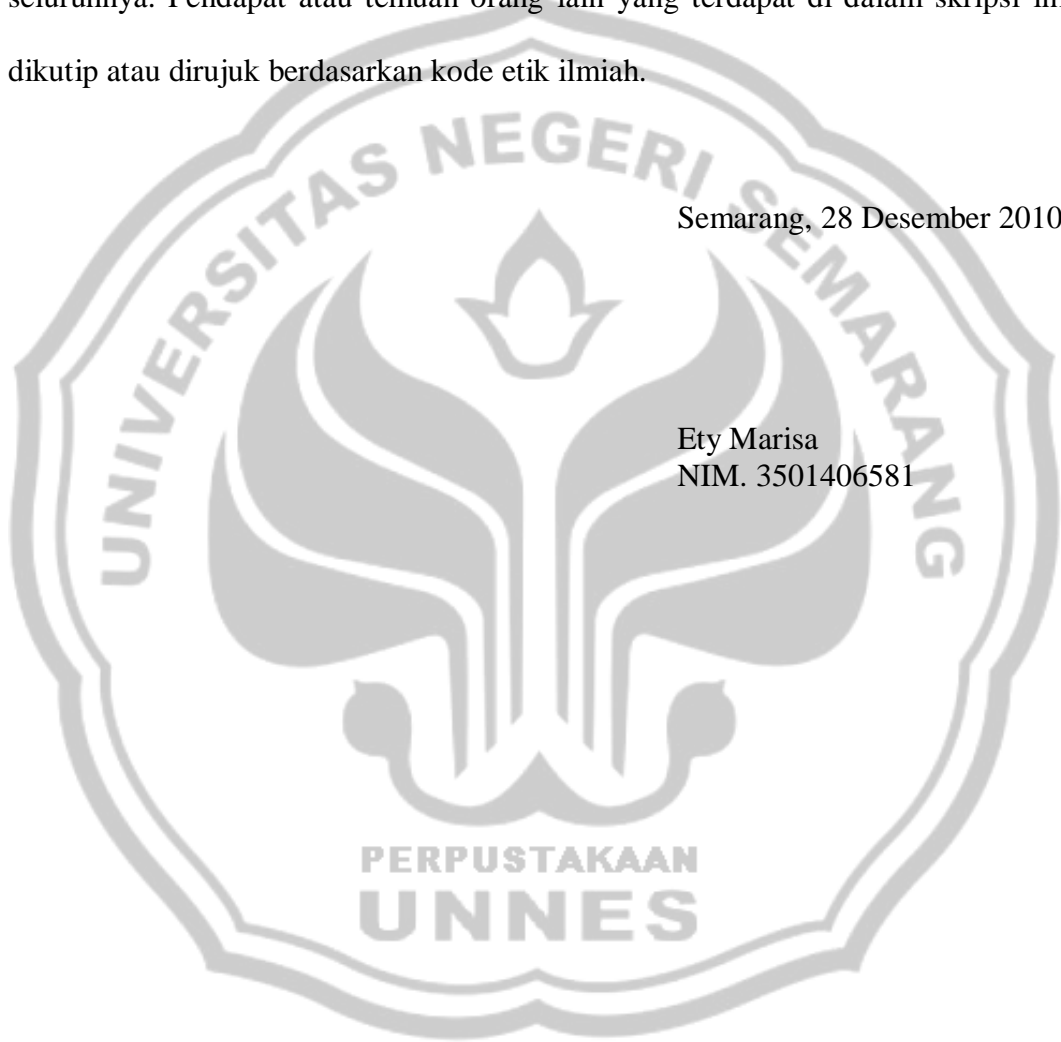 seluruhnya. Pendapat atau temuan orang lain yang terdapat di dalam skripsi ini
dikutip atau dirujuk berdasarkan kode etik ilmiah.
UNIVERSITAS NEGERI SEMARANG
Semarang, 28 Desember 2010
Ety Marisa
NIM. 3501406581
PERPUSTAKAAN
UNNES